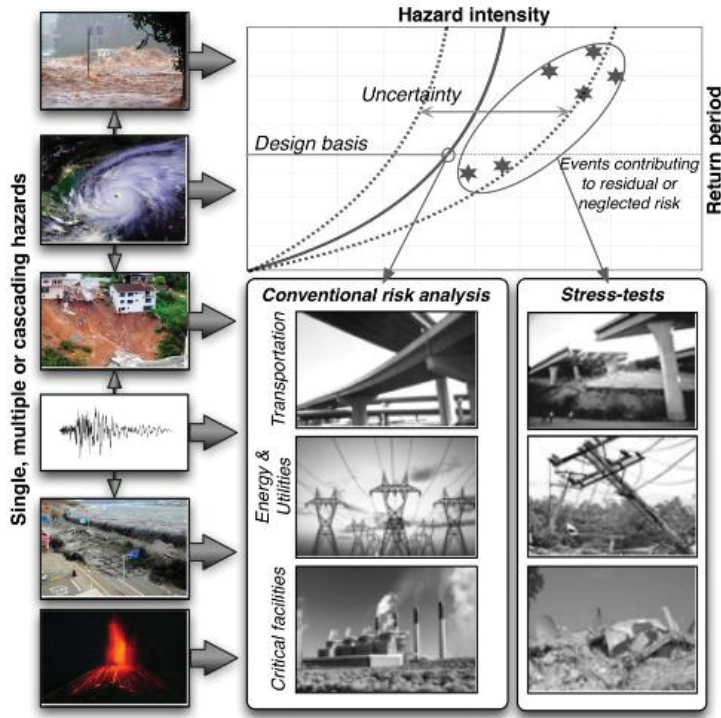 Hazard intensity
Uncertainty
Design basis
Events contributing
to residual or
neglected risk
Return period
Single, multiple or cascading hazards
Conventional risk analysis
Stress-tests
Transportation
Energy &
Utilities
Critical facilities